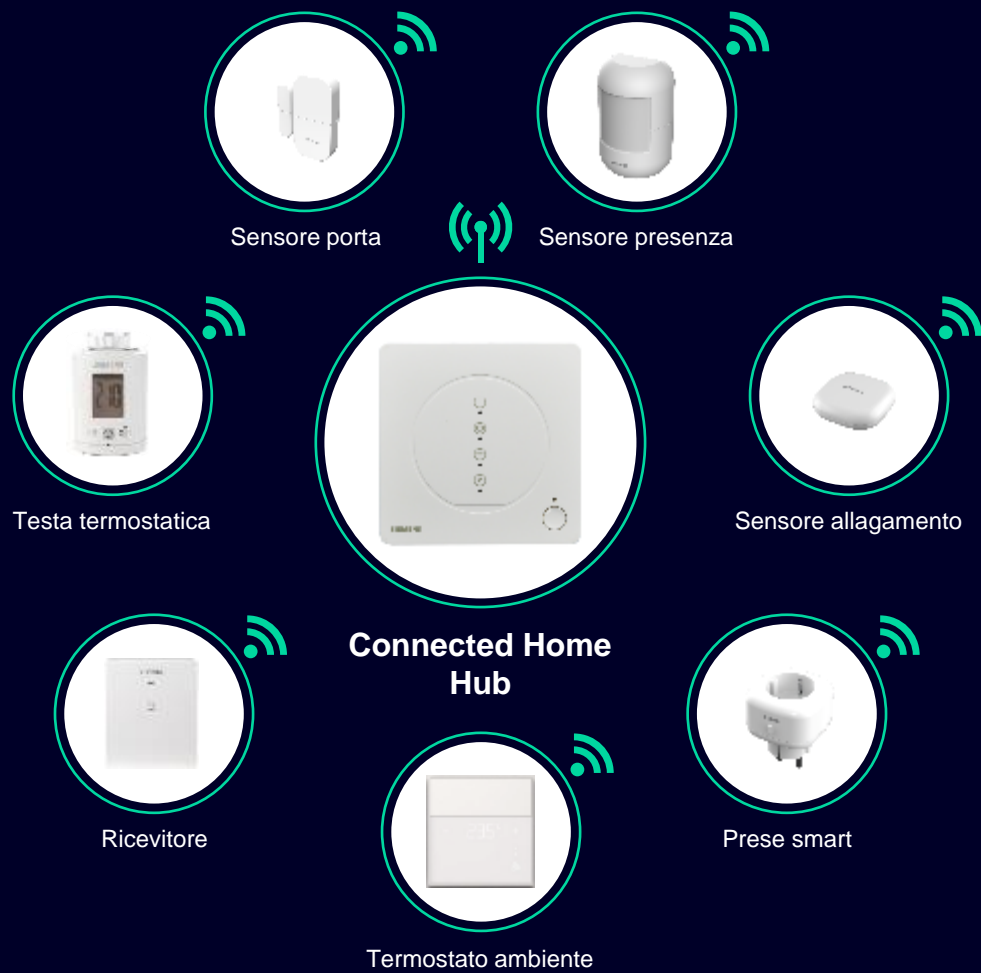 Sensore porta
Sensore presenza
Testa termostatica
Sensore allagamento
Connected Home
Hub
Ricevitore
Prese smart
Termostato ambiente